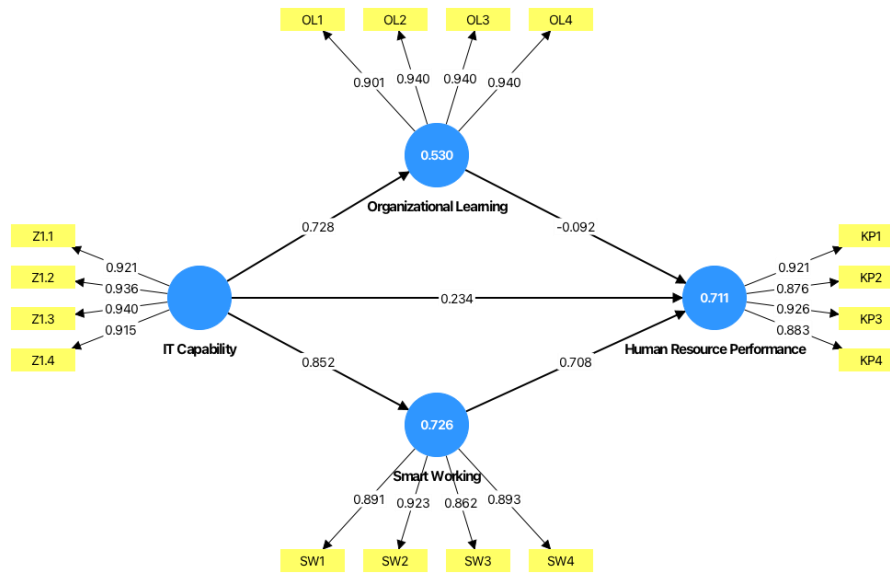 OL1 OL2 OL3 OL4
0.901 0.940 0.940 0.940
0.530
Organizational Learning
0.728
-0.092
Z1.1
Z1.2
Z1.3
Z1.4
0.921
0.936
0.940
0.915
IT Capability
0.234
0.711
Human Resource Performance
0.921
0.876
0.926
0.883
KP1
KP2
KP3
KP4
0.852
0.708
0.726
Smart Working
0.891 0.923 0.862 0.893
SW1 SW2 SW3 SW4